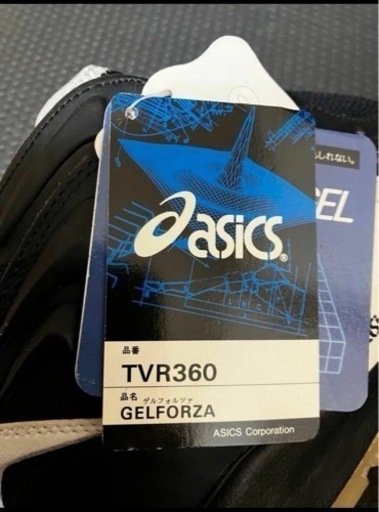 asics®
品番
TVR360
品名 ゲルフォルツァ
GELFORZA
ASICS Corporation
しれない。
GEL